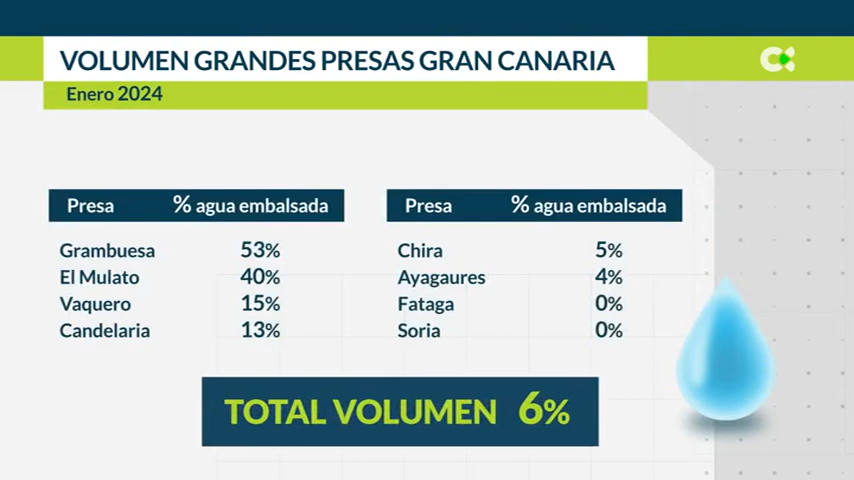 VOLUMEN GRANDES PRESAS GRAN CANARIA
Enero 2024
Presa % agua embalsada
Grambuesa 53%
El Mulato 40%
Vaquero 15%
Candelaria 13%
Presa % agua embalsada
Chira 5%
Ayagaures 4%
Fataga 0%
Soria 0%
TOTAL VOLUMEN 6%